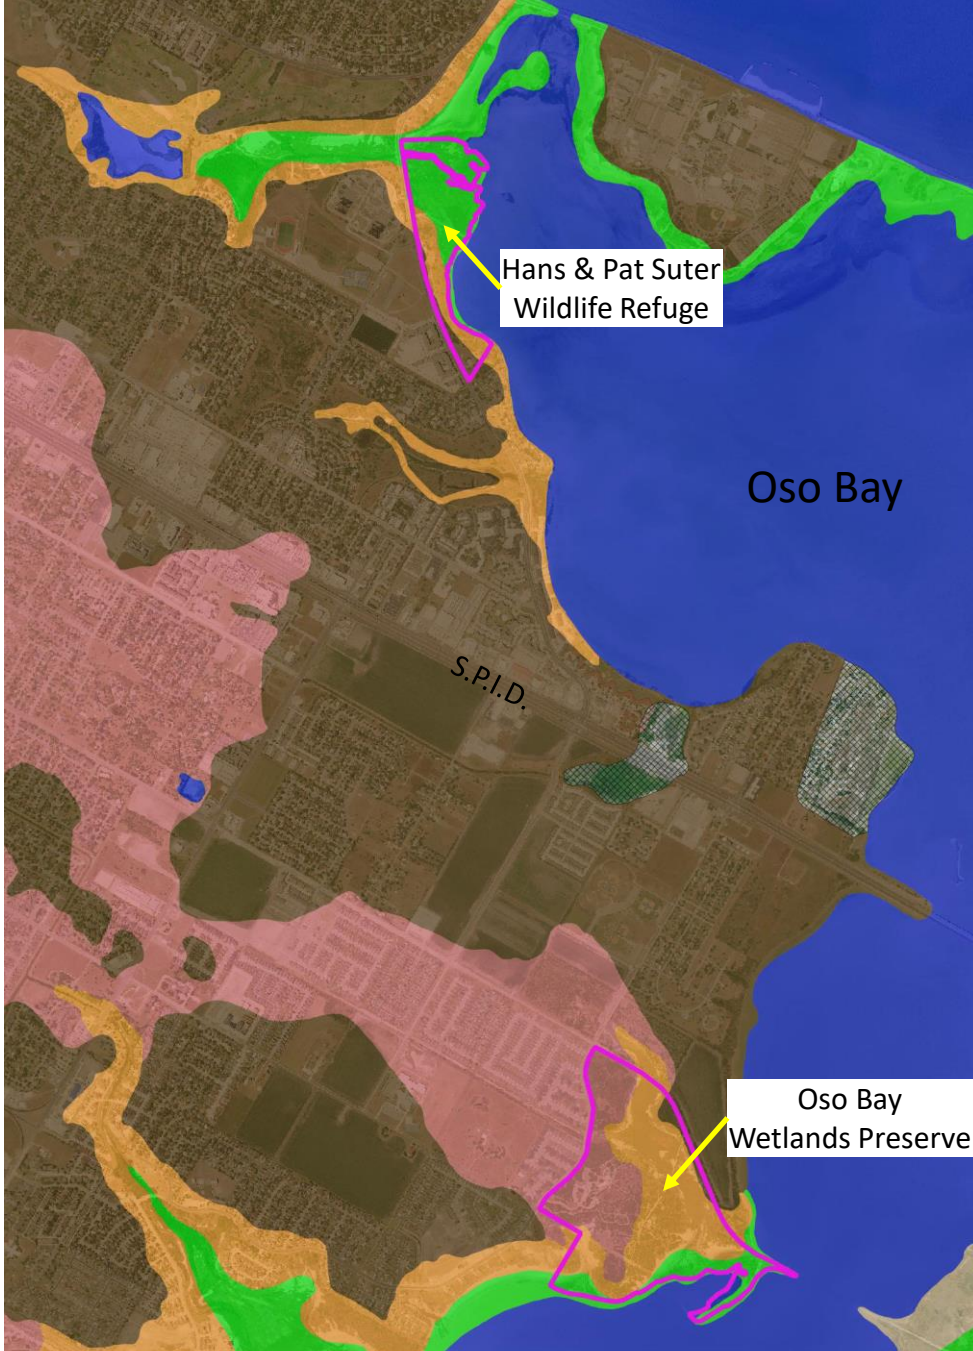 Hans & Pat Suter
Wildlife Refuge
Oso Bay
S.P.I.D.
Oso Bay
Wetlands Preserve